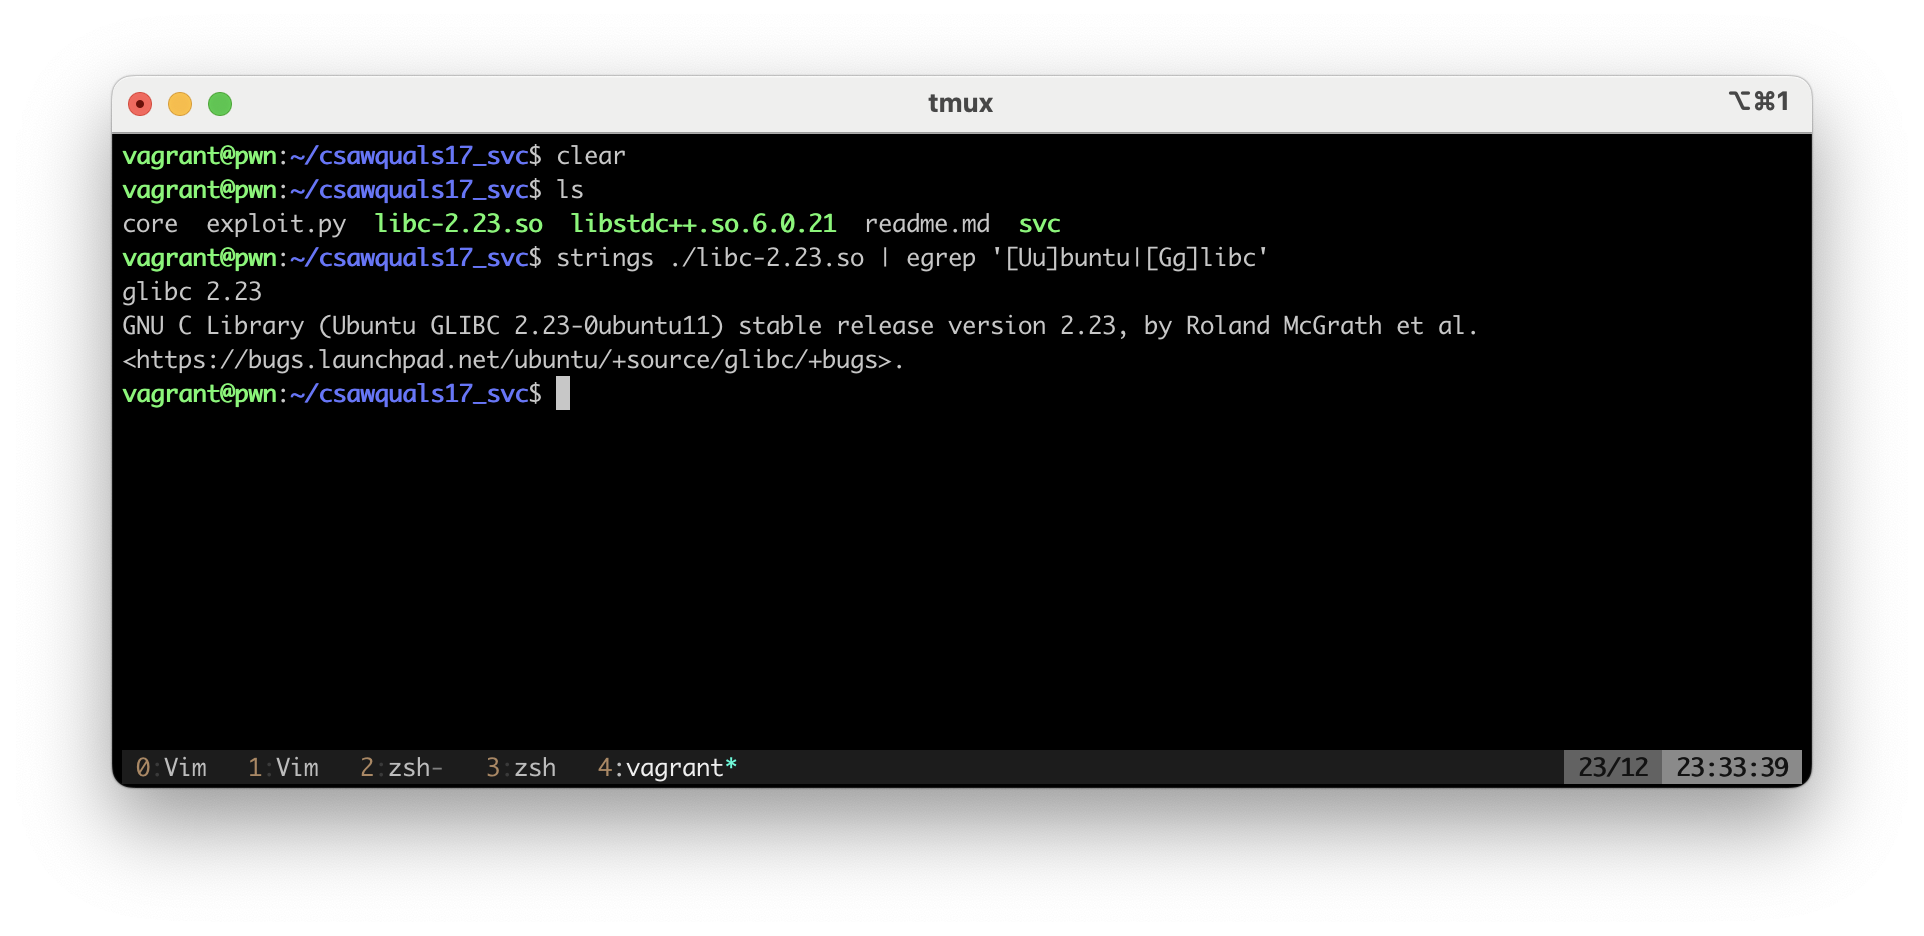 tmux ⌥⌘1
vagrant@pwn:~/csawquals17_svc$ clear
vagrant@pwn:~/csawquals17_svc$ ls
core  exploit.py  libc-2.23.so  libstdc++.so.6.0.21  readme.md  svc
vagrant@pwn:~/csawquals17_svc$ strings ./libc-2.23.so | egrep '[Uu]buntu|[Gg]libc'
glibc 2.23
GNU C Library (Ubuntu GLIBC 2.23-0ubuntu11) stable release version 2.23, by Roland McGrath et al.
<https://bugs.launchpad.net/ubuntu/+source/glibc/+bugs>.
vagrant@pwn:~/csawquals17_svc$
0:Vim  1:Vim  2:zsh-  3:zsh  4:vagrant*  23/12  23:33:39